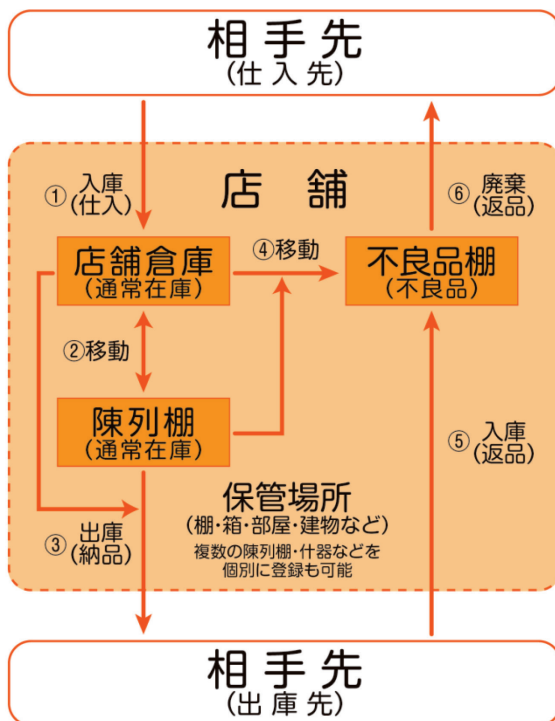 相手先
(仕入先)
店舗
①入庫
(仕入)
⑥廃棄
(返品)
店舗倉庫
(通常在庫)
④移動
不良品棚
(不良品)
②移動
陳列棚
(通常在庫)
⑤入庫
(返品)
保管場所
(棚・箱・部屋・建物など)
複数の陳列棚・什器などを
個別に登録も可能
③出庫
(納品)
相手先
(出庫先)